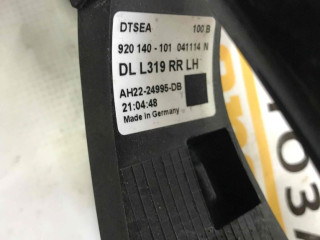 DTSEA 100 B
920 140 - 101 041114 N
DL L319 RR LH
AH22-24995-DB
21:04:48
Made in Germany